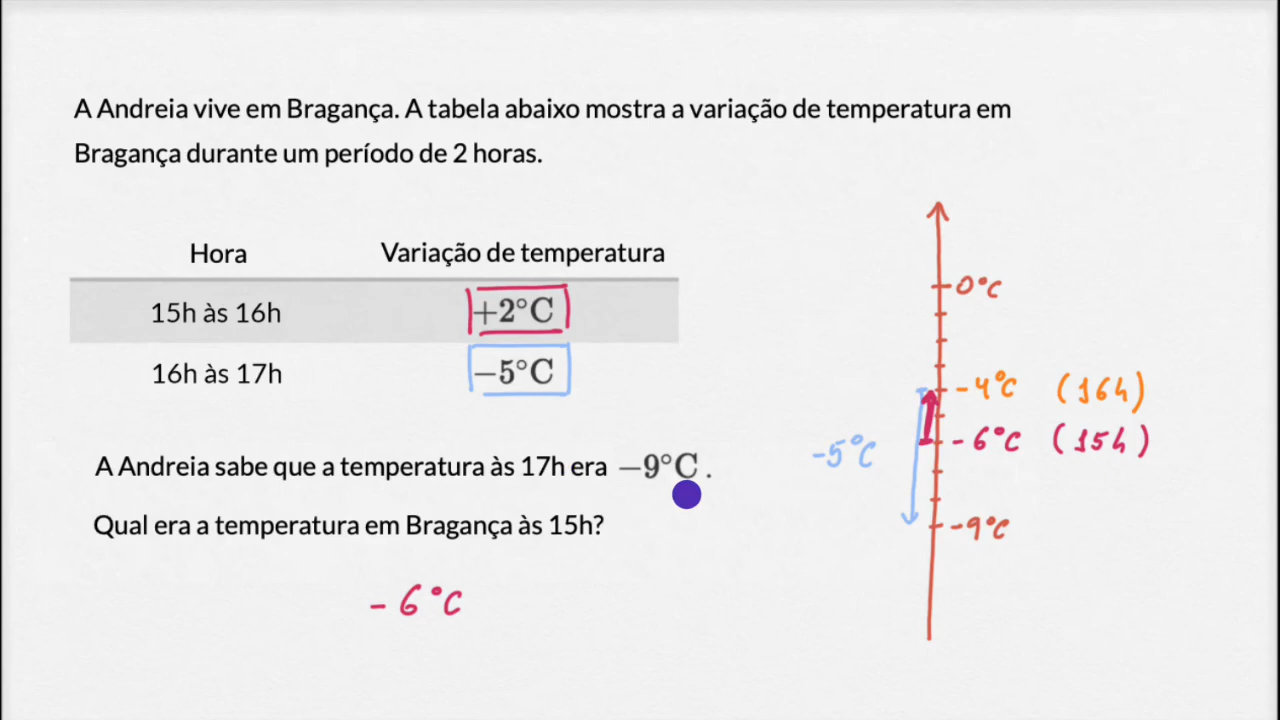 A Andreia vive em Bragança. A tabela abaixo mostra a variação de temperatura em
Bragança durante um período de 2 horas.
Hora Variação de temperatura
15h às 16h +2°C
16h às 17h −5°C
A Andreia sabe que a temperatura às 17h era −9°C.
Qual era a temperatura em Bragança às 15h?
- 6°C
0°C
- 4°C (16h)
- 6°C (15h)
-5°C
-9°C